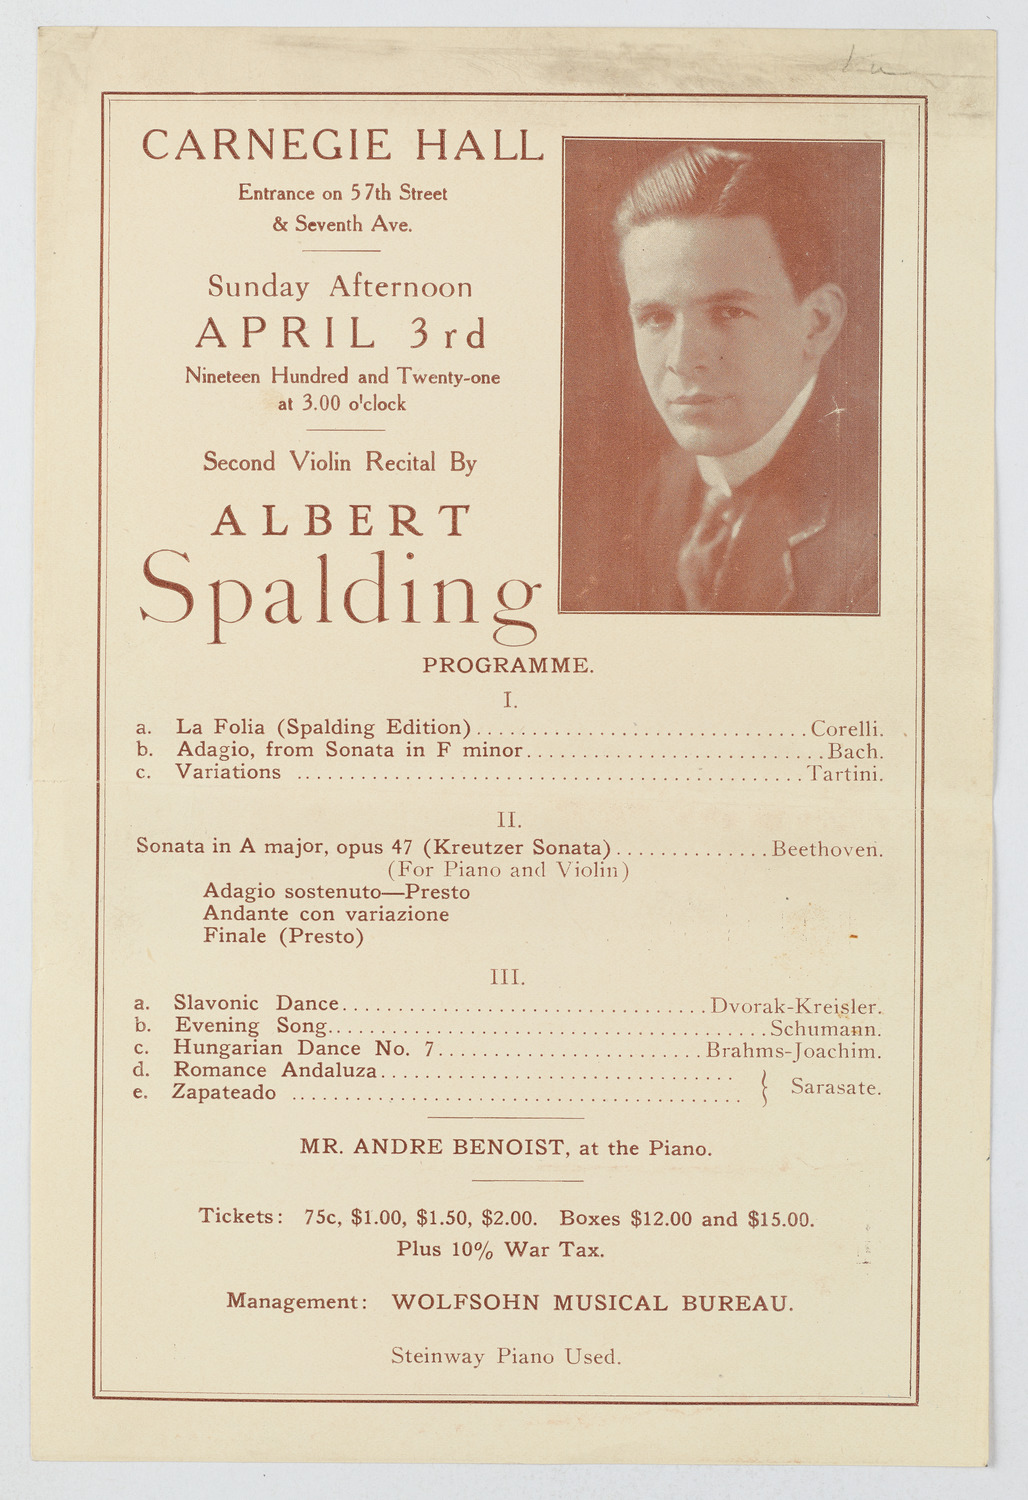 CARNEGIE HALL
Entrance on 57th Street
& Seventh Ave.
Sunday Afternoon
APRIL 3rd
Nineteen Hundred and Twenty-one
at 3.00 o'clock
Second Violin Recital By
ALBERT
Spalding
PROGRAMME.
I.
a. La Folia (Spalding Edition) Corelli.
b. Adagio, from Sonata in F minor Bach.
c. Variations Tartini.
II.
Sonata in A major, opus 47 (Kreutzer Sonata) Beethoven.
(For Piano and Violin)
Adagio sostenuto—Presto
Andante con variazione
Finale (Presto)
III.
a. Slavonic Dance Dvorak-Kreisler.
b. Evening Song Schumann.
c. Hungarian Dance No. 7 Brahms-Joachim.
d. Romance Andaluza
e. Zapateado } Sarasate.
MR. ANDRE BENOIST, at the Piano.
Tickets: 75c, $1.00, $1.50, $2.00. Boxes $12.00 and $15.00.
Plus 10% War Tax.
Management: WOLFSOHN MUSICAL BUREAU.
Steinway Piano Used.